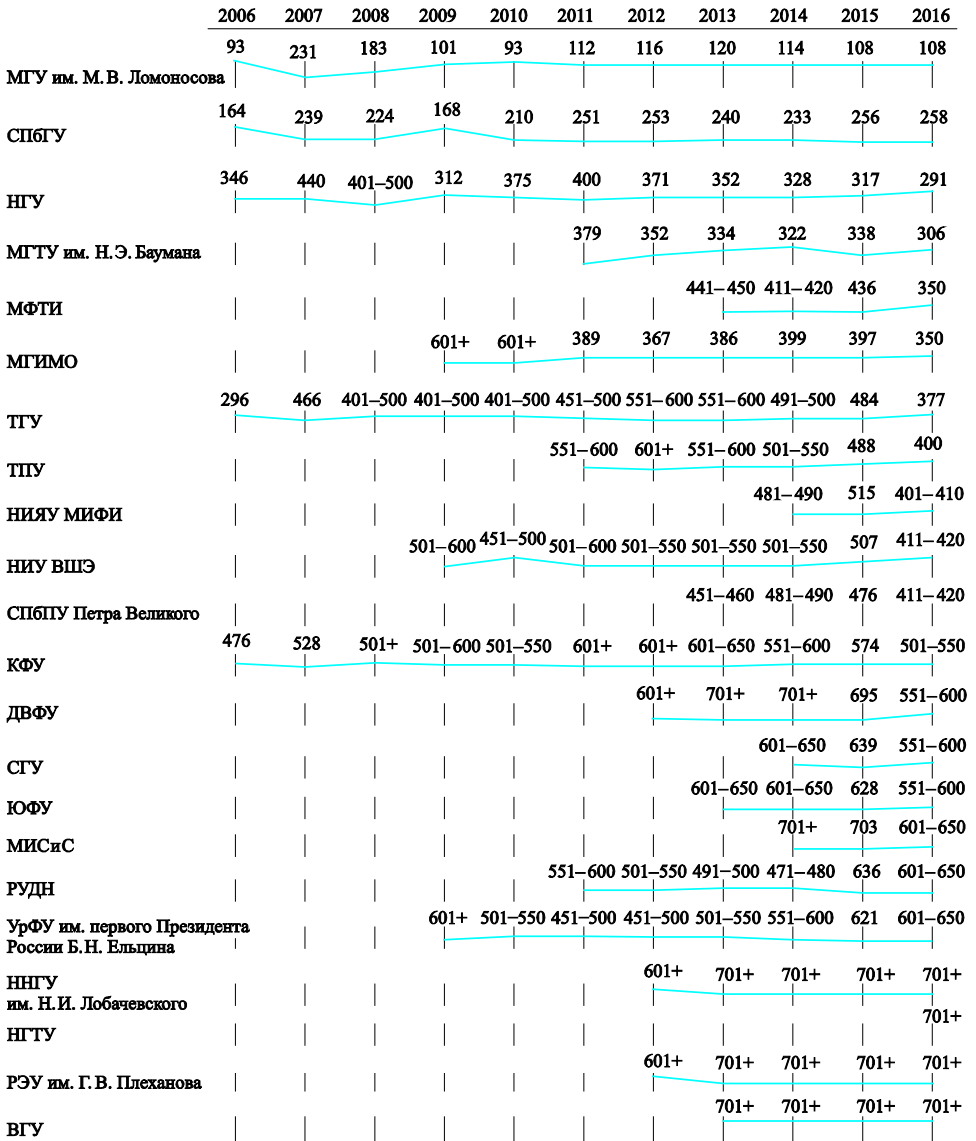 2006 2007 2008 2009 2010 2011 2012 2013 2014 2015 2016
МГУ им. М. В. Ломоносова 93 231 183 101 93 112 116 120 114 108 108
СПбГУ 164 239 224 168 210 251 253 240 233 256 258
НГУ 346 440 401–500 312 375 400 371 352 328 317 291
МГТУ им. Н. Э. Баумана 379 352 334 322 338 306
МФТИ 441–450 411–420 436 350
МГИМО 601+ 601+ 389 367 386 399 397 350
ТГУ 296 466 401–500 401–500 401–500 451–500 551–600 551–600 491–500 484 377
ТПУ 551–600 601+ 551–600 501–550 488 400
НИЯУ МИФИ 481–490 515 401–410
НИУ ВШЭ 501–600 451–500 501–600 501–550 501–550 501–550 507 411–420
СПбПУ Петра Великого 451–460 481–490 476 411–420
КФУ 476 528 501+ 501–600 501–550 601+ 601+ 601–650 551–600 574 501–550
ДВФУ 601+ 701+ 701+ 695 551–600
СГУ 601–650 639 551–600
ЮФУ 601–650 601–650 628 551–600
МИСиС 701+ 703 601–650
РУДН 551–600 501–550 491–500 471–480 636 601–650
УрФУ им. первого Президента 601+ 501–550 451–500 451–500 501–550 551–600 621 601–650
России Б. Н. Ельцина
ННГУ 601+ 701+ 701+ 701+ 701+
им. Н. И. Лобачевского
НГТУ 701+
РЭУ им. Г. В. Плеханова 601+ 701+ 701+ 701+ 701+
ВГУ 701+ 701+ 701+ 701+